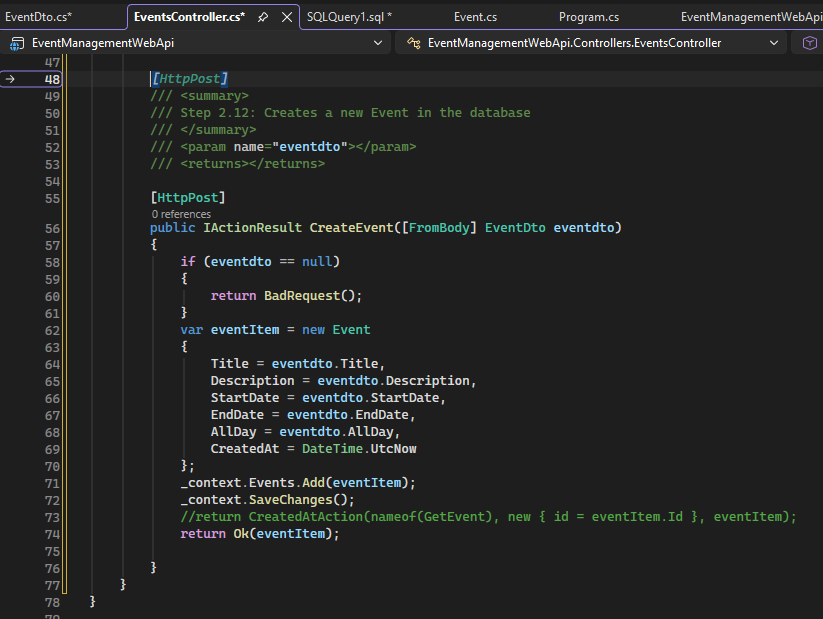 EventDto.cs* EventsController.cs* SQLQuery1.sql * Event.cs Program.cs EventManagementWebApi
EventManagementWebApi EventManagementWebApi.Controllers.EventsController
47
48 [HttpPost]
49 /// <summary>
50 /// Step 2.12: Creates a new Event in the database
51 /// </summary>
52 /// <param name="eventdto"></param>
53 /// <returns></returns>
54
55 [HttpPost]
0 references
56 public IActionResult CreateEvent([FromBody] EventDto eventdto)
57 {
58 if (eventdto == null)
59 {
60 return BadRequest();
61 }
62 var eventItem = new Event
63 {
64 Title = eventdto.Title,
65 Description = eventdto.Description,
66 StartDate = eventdto.StartDate,
67 EndDate = eventdto.EndDate,
68 AllDay = eventdto.AllDay,
69 CreatedAt = DateTime.UtcNow
70 };
71 _context.Events.Add(eventItem);
72 _context.SaveChanges();
73 //return CreatedAtAction(nameof(GetEvent), new { id = eventItem.Id }, eventItem);
74 return Ok(eventItem);
75
76 }
77 }
78 }